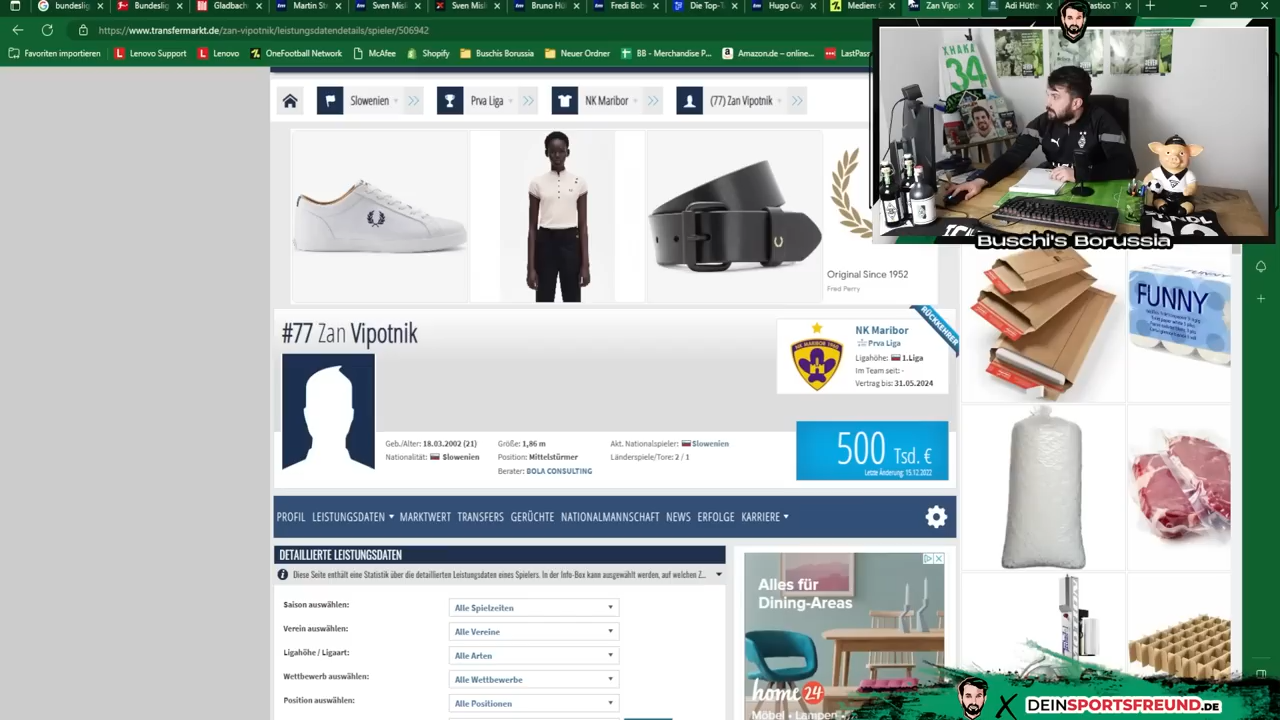 bundeslig
bundeslig
Gladbach
Martin St
Sven Misl
Sven Misl
Bruno Hü
Fredi Bob
Die Top-T
Hugo Cu
Medien:
Zan Vipot
Adi Hütte
https://www.transfermarkt.de/zan-vipotnik/leistungsdatendetails/spieler/506942
Favoriten importieren
Lenovo Support
Lenovo
OneFootball Network
McAfee
Shopify
Buschis Borussia
Neuer Ordner
BB - Merchandise P...
Amazon.de – online...
LastPass
Slowenien
Prva Liga
NK Maribor
(77) Zan Vipotnik
XHAKA
34
Buschi's Borussia
Original Since 1952
Fred Perry
FUNNY
#77 Zan Vipotnik
RÜCKKEHRER
NK Maribor
Prva Liga
Ligahöhe: 1.Liga
Im Team seit: -
Vertrag bis: 31.05.2024
Geb./Alter: 18.03.2002 (21)
Größe: 1,86 m
Akt. Nationalspieler: Slowenien
Nationalität: Slowenien
Position: Mittelstürmer
Länderspiele/Tore: 2 / 1
Berater: BOLA CONSULTING
500 Tsd. €
Letzte Änderung: 15.12.2022
PROFIL LEISTUNGSDATEN MARKTWERT TRANSFERS GERÜCHTE NATIONALMANNSCHAFT NEWS ERFOLGE KARRIERE
DETAILLIERTE LEISTUNGSDATEN
Diese Seite enthält eine Statistik über die detaillierten Leistungsdaten eines Spielers. In der Info-Box kann ausgewählt werden, auf welchen Z...
Saison auswählen: Alle Spielzeiten
Verein auswählen: Alle Vereine
Ligahöhe / Ligaart: Alle Arten
Wettbewerb auswählen: Alle Wettbewerbe
Position auswählen: Alle Positionen
Alles für
Dining-Areas
home24
Möbel • Lampen
X DEINSPORTSFREUND.DE